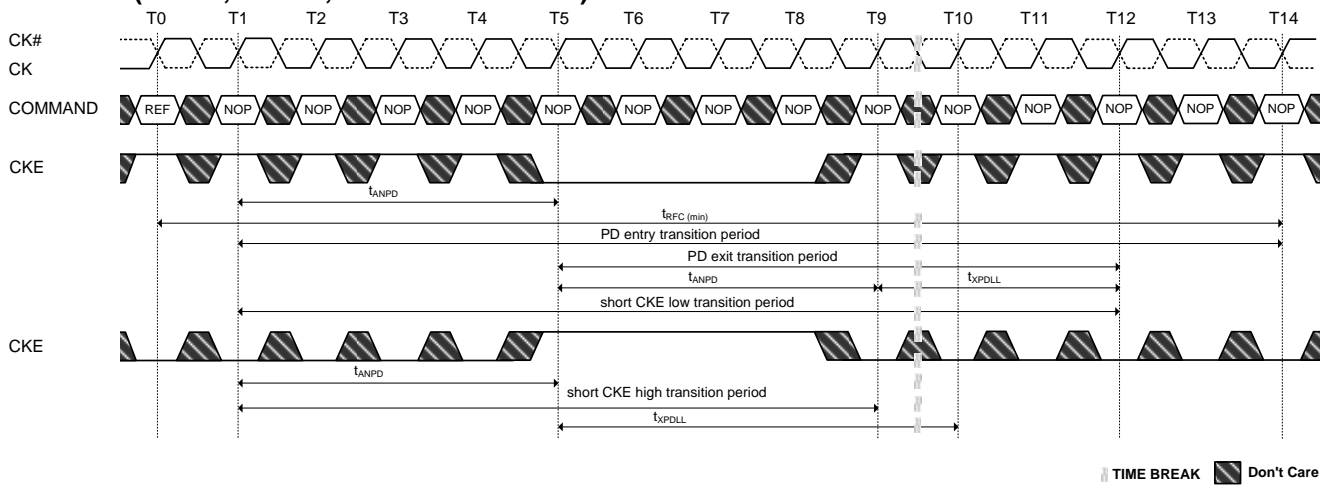 T0 T1 T2 T3 T4 T5 T6 T7 T8 T9 T10 T11 T12 T13 T14
CK#
CK
COMMAND REF NOP NOP NOP NOP NOP NOP NOP NOP NOP NOP NOP NOP NOP NOP
CKE
tANPD
tRFC (min)
PD entry transition period
PD exit transition period
tANPD tXPDLL
short CKE low transition period
CKE
tANPD
short CKE high transition period
tXPDLL
TIME BREAK Don't Care